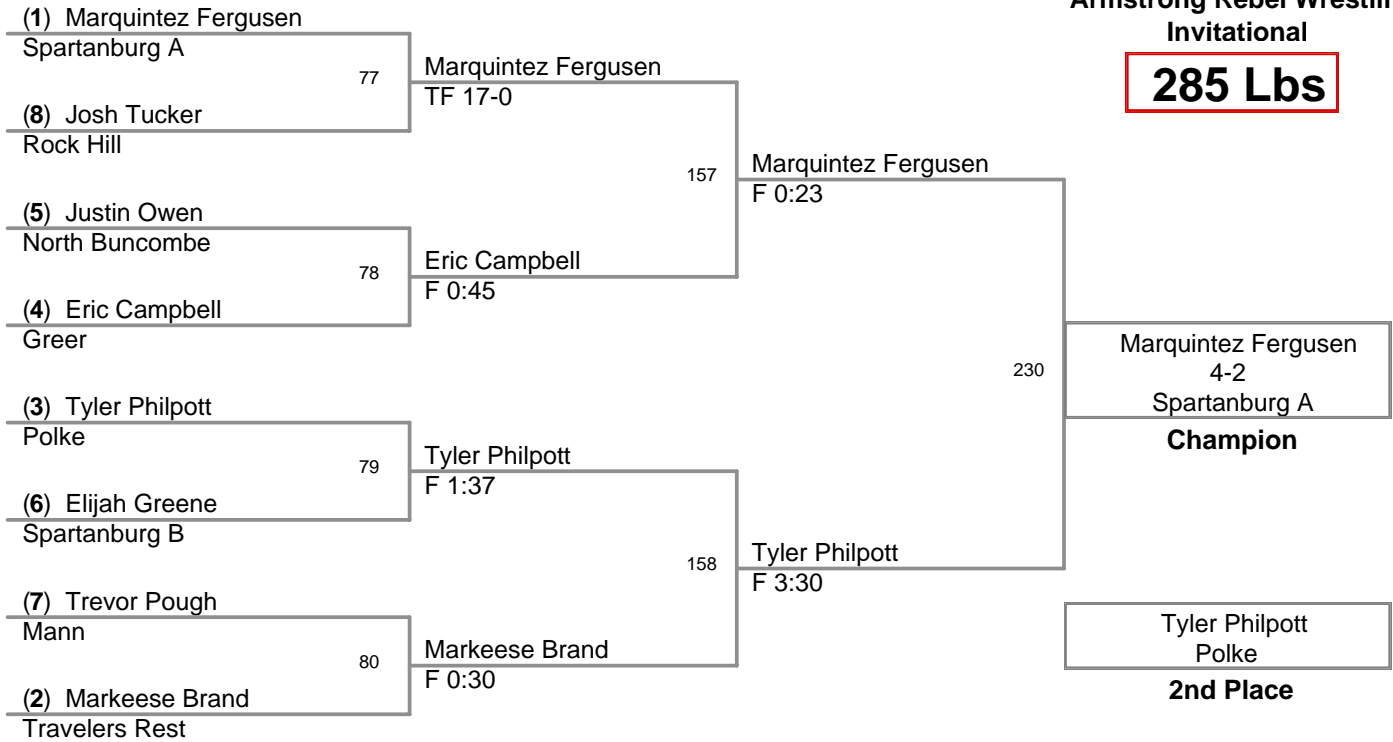 Invitational
285 Lbs
(1) Marquintez Fergusen
Spartanburg A
77
(8) Josh Tucker
Rock Hill
(5) Justin Owen
North Buncombe
78
(4) Eric Campbell
Greer
(3) Tyler Philpott
Polke
79
(6) Elijah Greene
Spartanburg B
(7) Trevor Pough
Mann
80
(2) Markeese Brand
Travelers Rest
Marquintez Fergusen
TF 17-0
157
Eric Campbell
F 0:45
Tyler Philpott
F 1:37
158
Markeese Brand
F 0:30
Marquintez Fergusen
F 0:23
230
Tyler Philpott
F 3:30
Marquintez Fergusen
4-2
Spartanburg A
Champion
Tyler Philpott
Polke
2nd Place